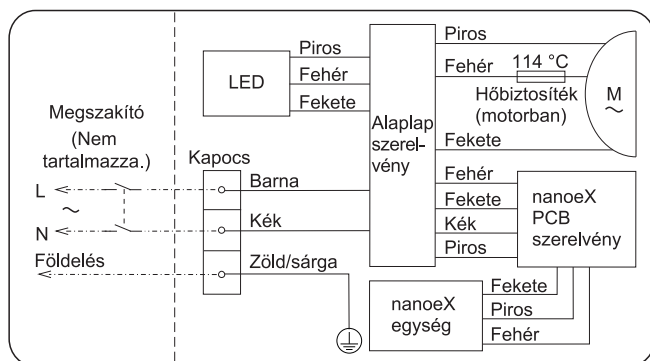 Megszakító
(Nem
tartalmazza.)
L
~
N
Földelés
Kapocs
Barna
Kék
Zöld/sárga
LED
Piros
Fehér
Fekete
Alaplap
szerel-
vény
Piros
Fehér
114 °C
Hőbiztosíték
(motorban)
Fekete
M
~
Fehér
Fekete
Kék
Piros
nanoeX
PCB
szerelvény
nanoeX
egység
Fekete
Piros
Fehér